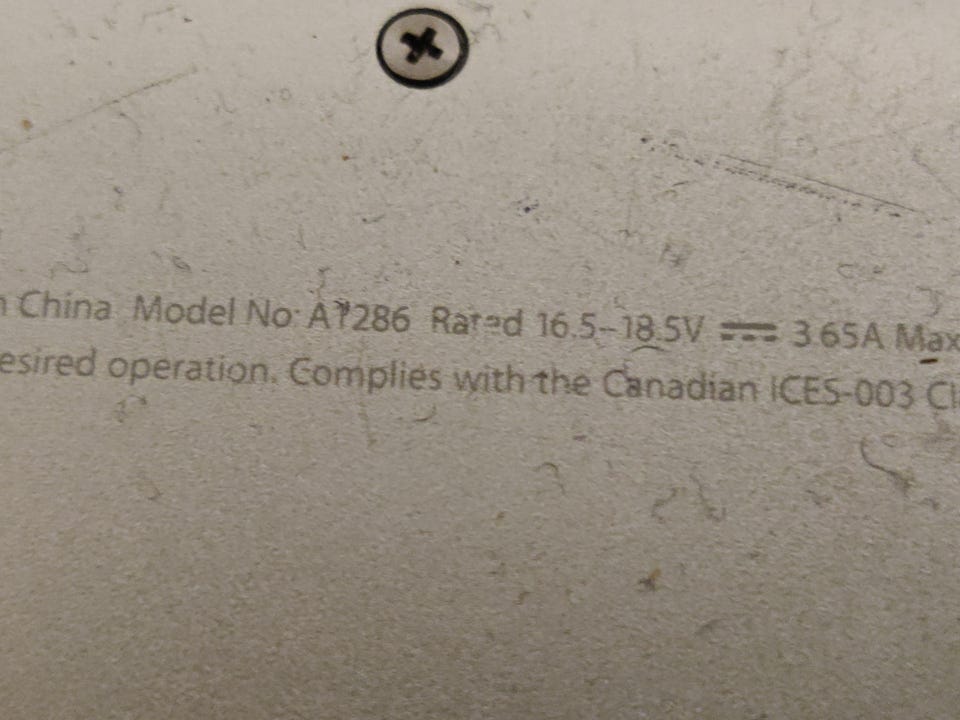 n China Model No: A1286 Rated 16.5–18.5V ⎓ 3.65A Max
esired operation. Complies with the Canadian ICES-003 Cl